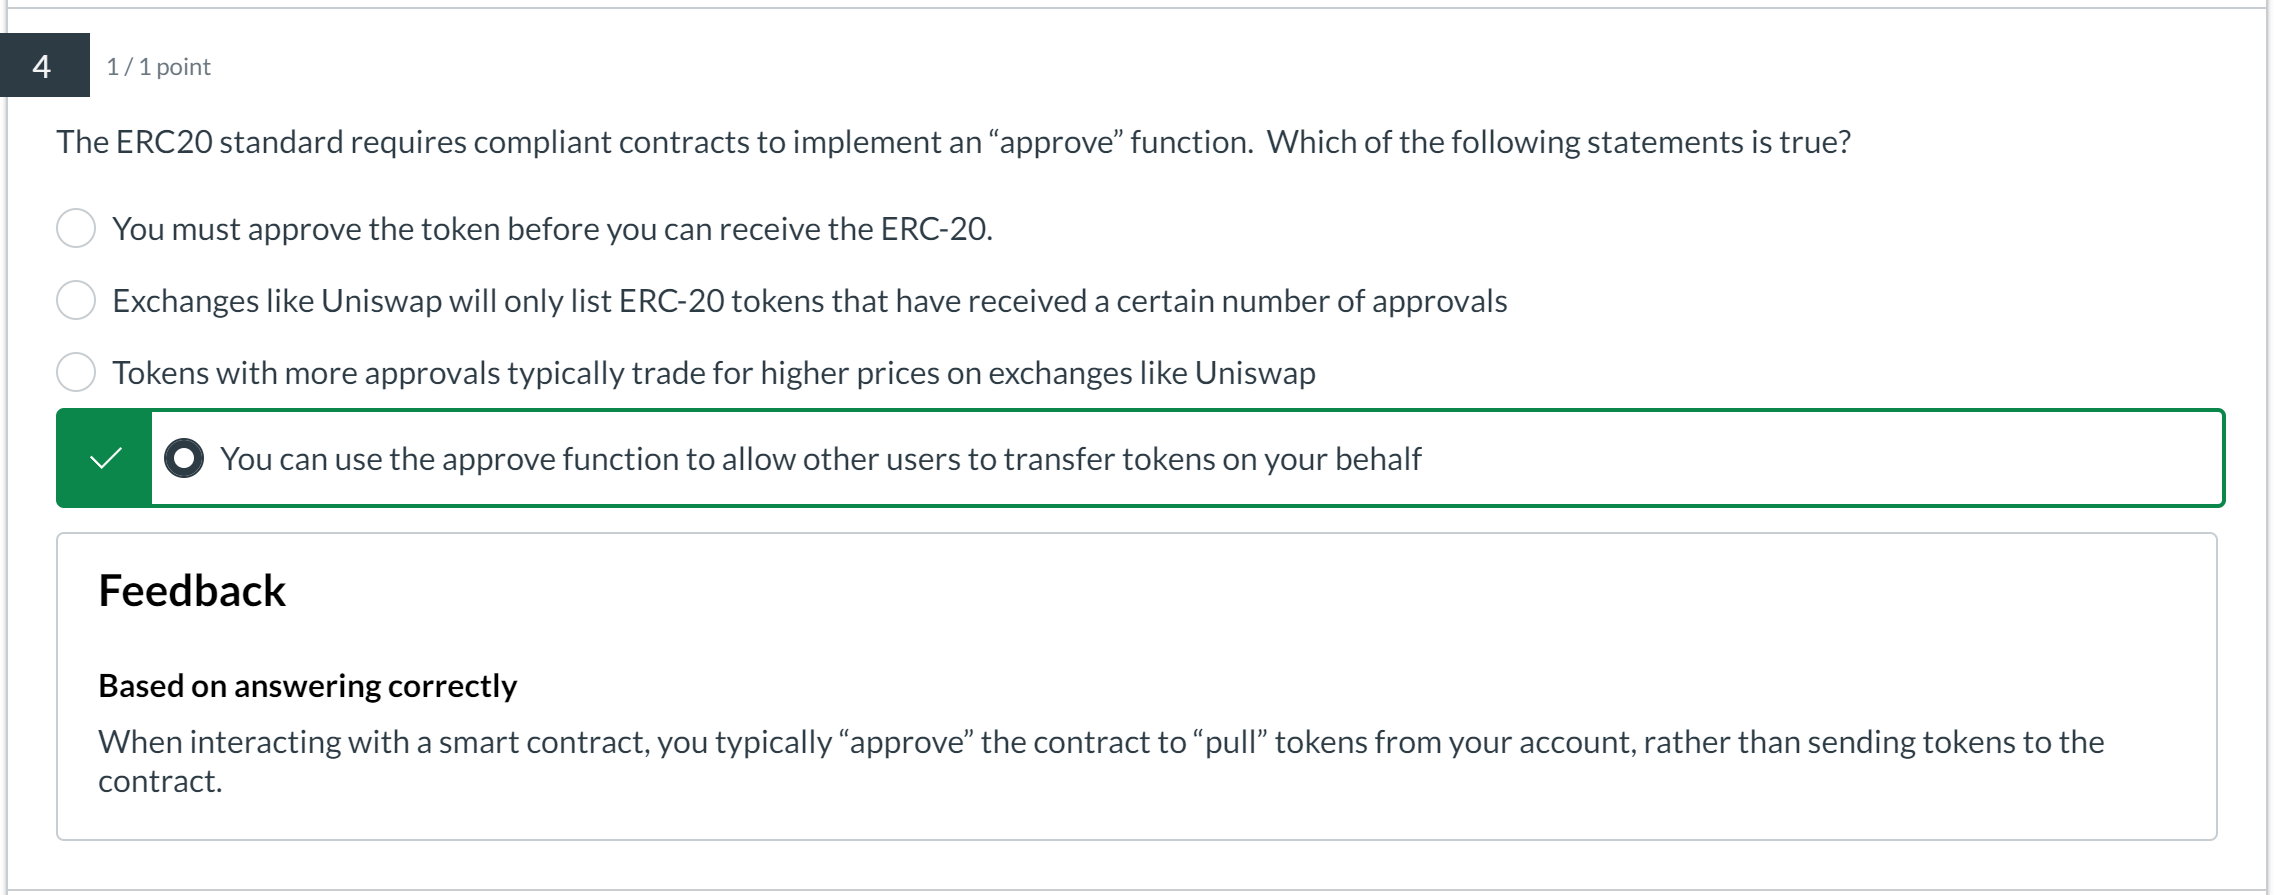 4
1 / 1 point
The ERC20 standard requires compliant contracts to implement an “approve” function.  Which of the following statements is true?
You must approve the token before you can receive the ERC-20.
Exchanges like Uniswap will only list ERC-20 tokens that have received a certain number of approvals
Tokens with more approvals typically trade for higher prices on exchanges like Uniswap
You can use the approve function to allow other users to transfer tokens on your behalf
Feedback
Based on answering correctly
When interacting with a smart contract, you typically “approve” the contract to “pull” tokens from your account, rather than sending tokens to the
contract.